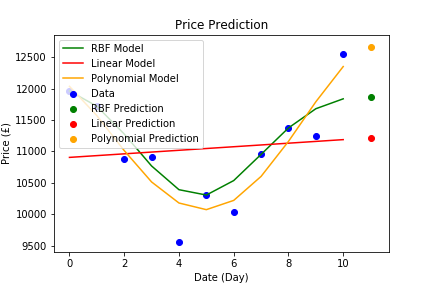 Price Prediction
Price (£)
12500
12000
11500
11000
10500
10000
9500
RBF Model
Linear Model
Polynomial Model
Data
RBF Prediction
Linear Prediction
Polynomial Prediction
0 2 4 6 8 10
Date (Day)